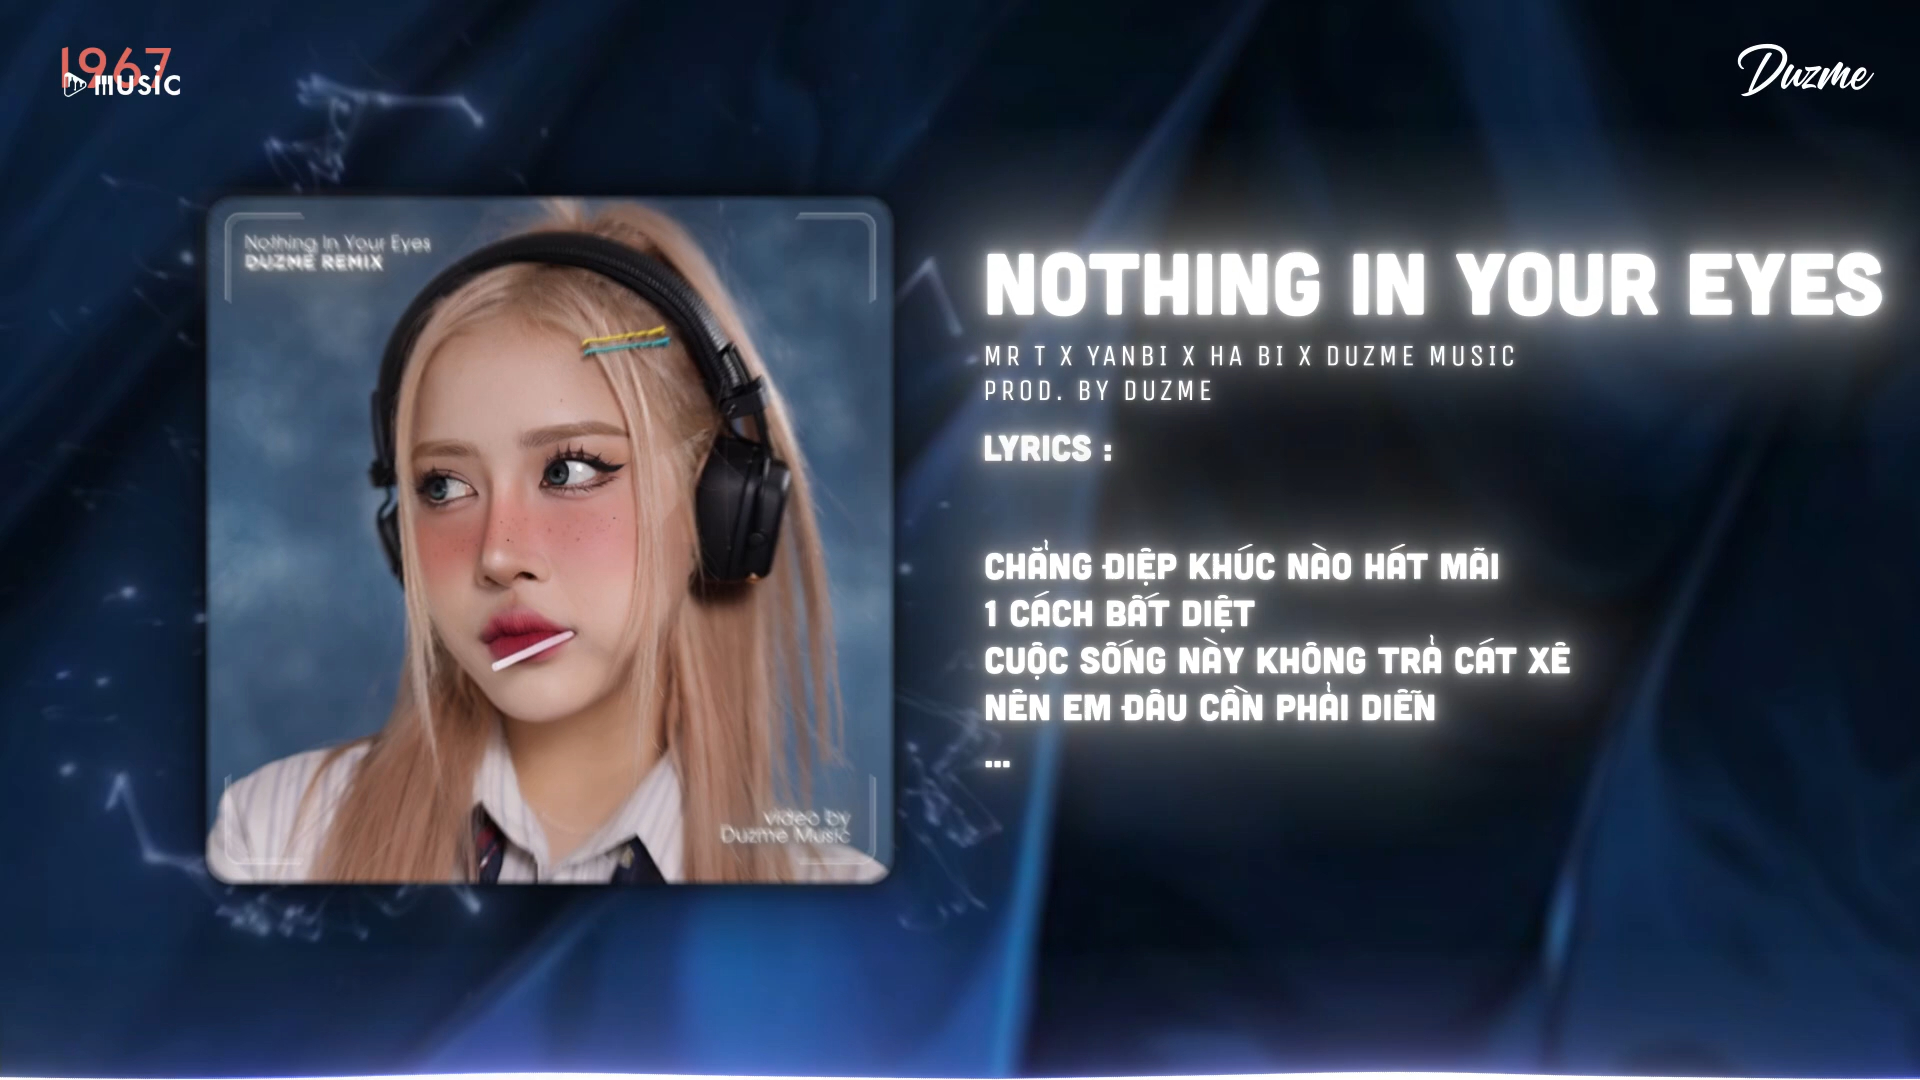 1967
music
Duzme
Nothing In Your Eyes
DUZME REMIX
NOTHING IN YOUR EYES
MR T X YANBI X HA BI X DUZME MUSIC
PROD. BY DUZME
LYRICS :
CHẲNG ĐIỆP KHÚC NÀO HÁT MÃI
1 CÁCH BẤT DIỆT
CUỘC SỐNG NÀY KHÔNG TRẢ CÁT XÊ
NÊN EM ĐÂU CẦN PHẢI DIỄN
...
video by
Duzme Music